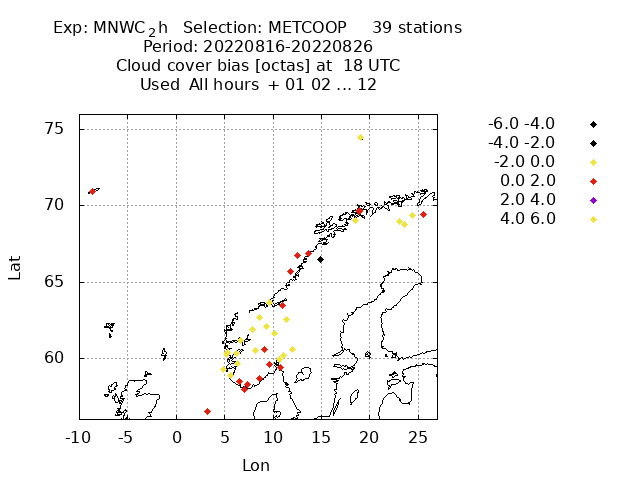 Exp: MNWC2h Selection: METCOOP 39 stations
Period: 20220816-20220826
Cloud cover bias [octas] at 18 UTC
Used All hours + 01 02 ... 12
-6.0 -4.0
-4.0 -2.0
-2.0 0.0
0.0 2.0
2.0 4.0
4.0 6.0
75
70
65
60
Lat
-10 -5 0 5 10 15 20 25
Lon